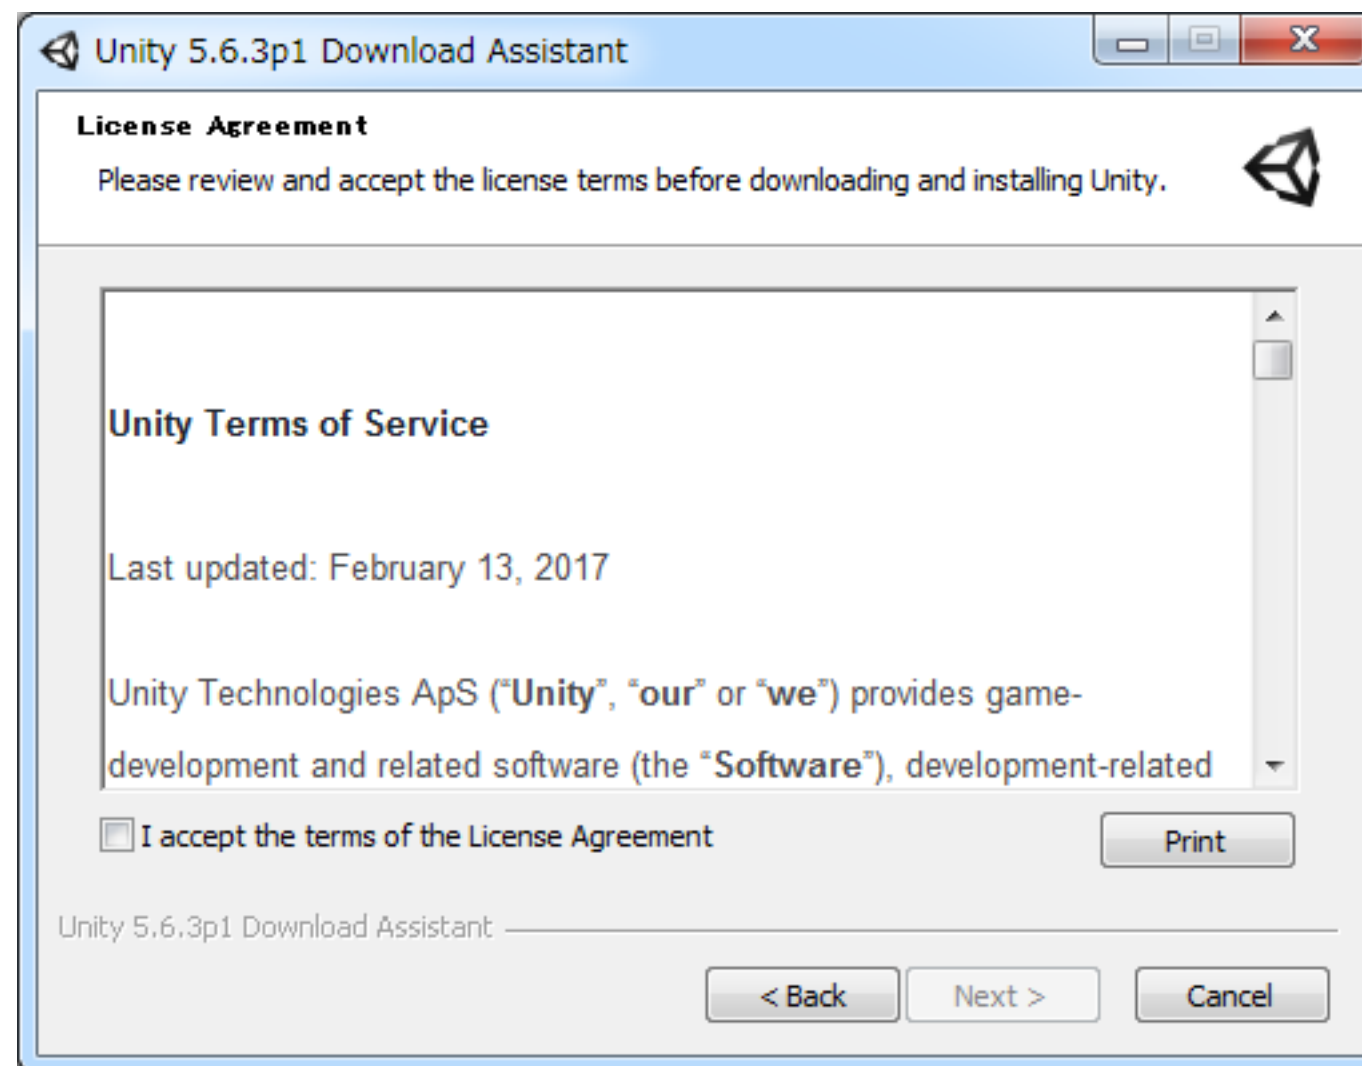 Unity 5.6.3p1 Download Assistant
License Agreement
Please review and accept the license terms before downloading and installing Unity.
Unity Terms of Service
Last updated: February 13, 2017
Unity Technologies ApS (“Unity”, “our” or “we”) provides game-
development and related software (the “Software”), development-related
I accept the terms of the License Agreement
Print
Unity 5.6.3p1 Download Assistant
< Back Next > Cancel